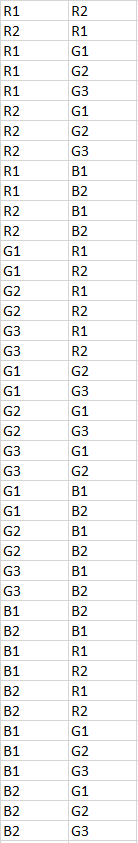 R1 R2
R2 R1
R1 G1
R1 G2
R1 G3
R2 G1
R2 G2
R2 G3
R1 B1
R1 B2
R2 B1
R2 B2
G1 R1
G1 R2
G2 R1
G2 R2
G3 R1
G3 R2
G1 G2
G1 G3
G2 G1
G2 G3
G3 G1
G3 G2
G1 B1
G1 B2
G2 B1
G2 B2
G3 B1
G3 B2
B1 B2
B2 B1
B1 R1
B1 R2
B2 R1
B2 R2
B1 G1
B1 G2
B1 G3
B2 G1
B2 G2
B2 G3